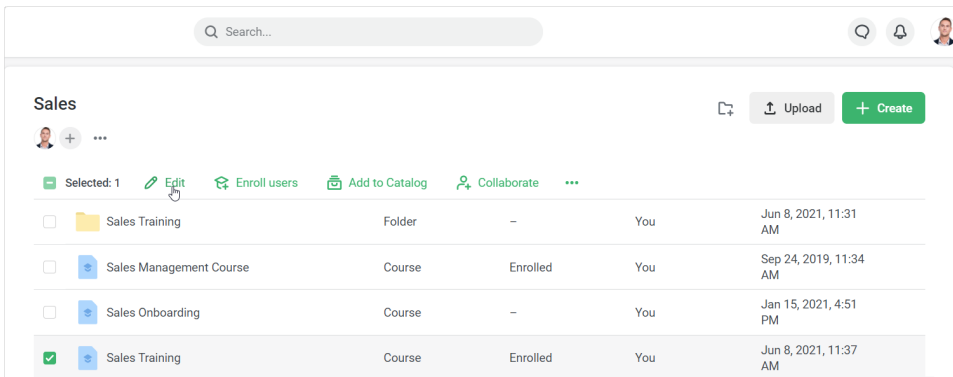 Search...
Sales
Upload
Create
Selected: 1 Edit Enroll users Add to Catalog Collaborate
Sales Training Folder – You Jun 8, 2021, 11:31 AM
Sales Management Course Course Enrolled You Sep 24, 2019, 11:34 AM
Sales Onboarding Course – You Jan 15, 2021, 4:51 PM
Sales Training Course Enrolled You Jun 8, 2021, 11:37 AM